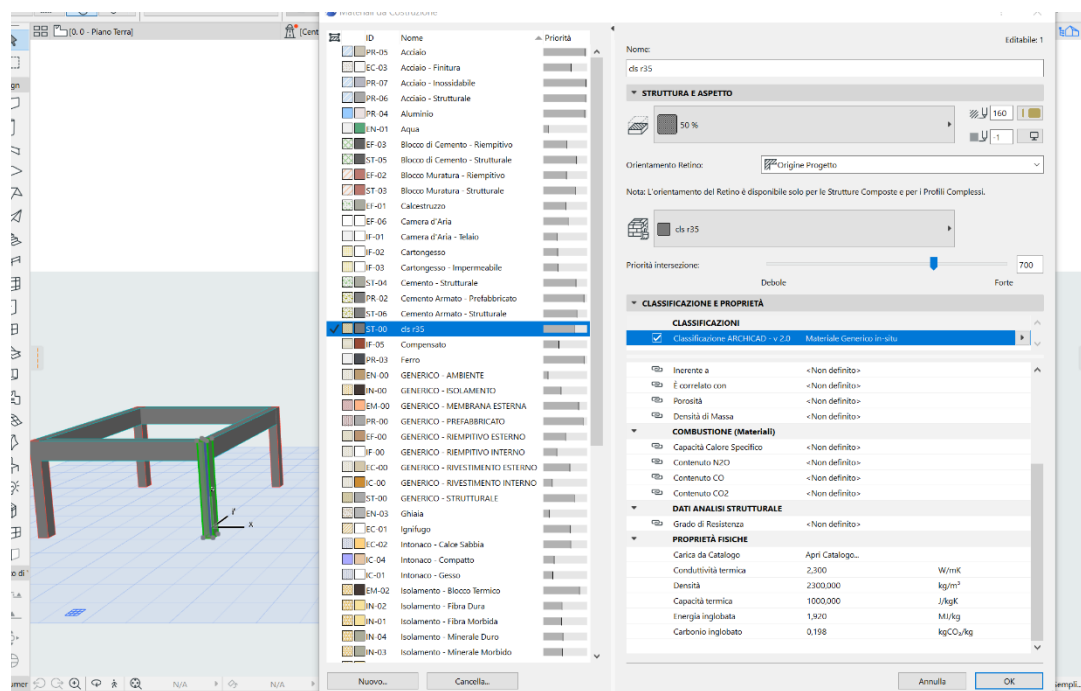 Materiali da Costruzione
[0. 0 - Piano Terra]
[Cent
ign
ID Nome Priorità
PR-05 Acciaio
EC-03 Acciaio - Finitura
PR-07 Acciaio - Inossidabile
PR-06 Acciaio - Strutturale
PR-04 Aluminio
EN-01 Aqua
EF-03 Blocco di Cemento - Riempitivo
ST-05 Blocco di Cemento - Strutturale
EF-02 Blocco Muratura - Riempitivo
ST-03 Blocco Muratura - Strutturale
EF-01 Calcestruzzo
EF-06 Camera d'Aria
IF-01 Camera d'Aria - Telaio
IF-02 Cartongesso
IF-03 Cartongesso - Impermeabile
ST-04 Cemento - Strutturale
PR-02 Cemento Armato - Prefabbricato
ST-06 Cemento Armato - Strutturale
ST-00 cls r35
IF-05 Compensato
PR-03 Ferro
EN-00 GENERICO - AMBIENTE
IN-00 GENERICO - ISOLAMENTO
EM-00 GENERICO - MEMBRANA ESTERNA
PR-00 GENERICO - PREFABBRICATO
EF-00 GENERICO - RIEMPITIVO ESTERNO
IF-00 GENERICO - RIEMPITIVO INTERNO
EC-00 GENERICO - RIVESTIMENTO ESTERNO
IC-00 GENERICO - RIVESTIMENTO INTERNO
ST-00 GENERICO - STRUTTURALE
EN-03 Ghiaia
EC-01 Ignifugo
EC-02 Intonaco - Calce Sabbia
IC-04 Intonaco - Compatto
IC-01 Intonaco - Gesso
EM-02 Isolamento - Blocco Termico
IN-02 Isolamento - Fibra Dura
IN-01 Isolamento - Fibra Morbida
IN-04 Isolamento - Minerale Duro
IN-03 Isolamento - Minerale Morbido
Nuovo... Cancella...
Editabile: 1
Nome:
cls r35
STRUTTURA E ASPETTO
50 %
160
-1
Orientamento Retino: Origine Progetto
Nota: L'orientamento del Retino è disponibile solo per le Strutture Composte e per i Profili Complessi.
cls r35
Priorità intersezione: 700
Debole Forte
CLASSIFICAZIONE E PROPRIETÀ
CLASSIFICAZIONI
Classificazione ARCHICAD - v 2.0 Materiale Generico in-situ
Inerente a <Non definito>
È correlato con <Non definito>
Porosità <Non definito>
Densità di Massa <Non definito>
COMBUSTIONE (Materiali)
Capacità Calore Specifico <Non definito>
Contenuto N2O <Non definito>
Contenuto CO <Non definito>
Contenuto CO2 <Non definito>
DATI ANALISI STRUTTURALE
Grado di Resistenza <Non definito>
PROPRIETÀ FISICHE
Carica da Catalogo Apri Catalogo...
Conduttività termica 2,300 W/mK
Densità 2300,000 kg/m³
Capacità termica 1000,000 J/kgK
Energia inglobata 1,920 MJ/kg
Carbonio inglobato 0,198 kgCO₂/kg
Annulla OK
x
to di
umer
N/A N/A
empli...